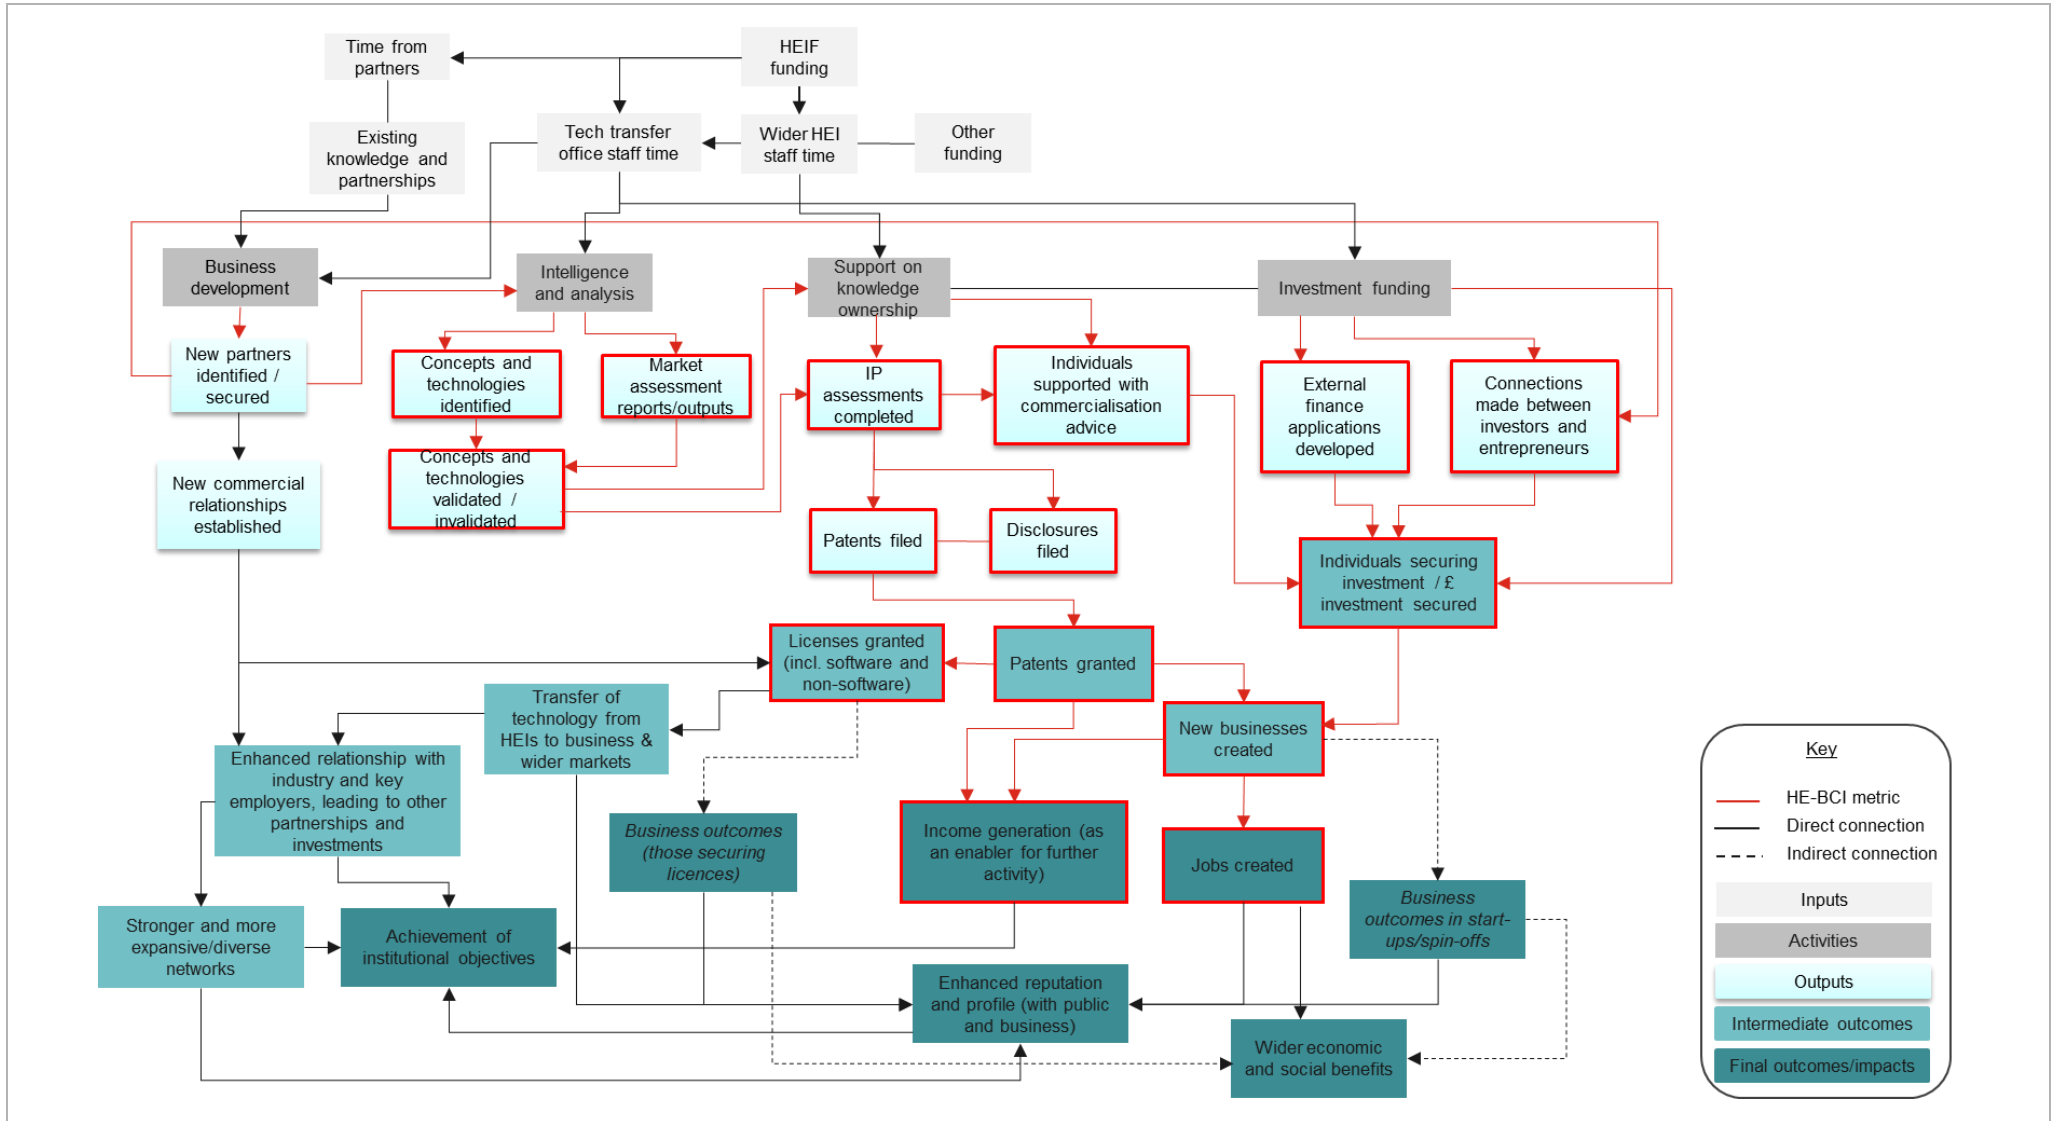 Time from
partners
HEIF
funding
Existing
knowledge and
partnerships
Tech transfer
office staff time
Wider HEI
staff time
Other
funding
Business
development
Intelligence
and analysis
Support on
knowledge
ownership
Investment funding
New partners
identified /
secured
Concepts and
technologies
identified
Market
assessment
reports/outputs
IP
assessments
completed
Individuals
supported with
commercialisation
advice
External
finance
applications
developed
Connections
made between
investors and
entrepreneurs
New commercial
relationships
established
Concepts and
technologies
validated /
invalidated
Patents filed
Disclosures
filed
Individuals securing
investment / £
investment secured
Licenses granted
(incl. software and
non-software)
Patents granted
Transfer of
technology from
HEIs to business &
wider markets
New businesses
created
Enhanced relationship with
industry and key
employers, leading to other
partnerships and
investments
Business outcomes
(those securing
licences)
Income generation (as
an enabler for further
activity)
Jobs created
Business
outcomes in start-
ups/spin-offs
Stronger and more
expansive/diverse
networks
Achievement of
institutional objectives
Enhanced reputation
and profile (with public
and business)
Wider economic
and social benefits
Key
HE-BCI metric
Direct connection
Indirect connection
Inputs
Activities
Outputs
Intermediate outcomes
Final outcomes/impacts